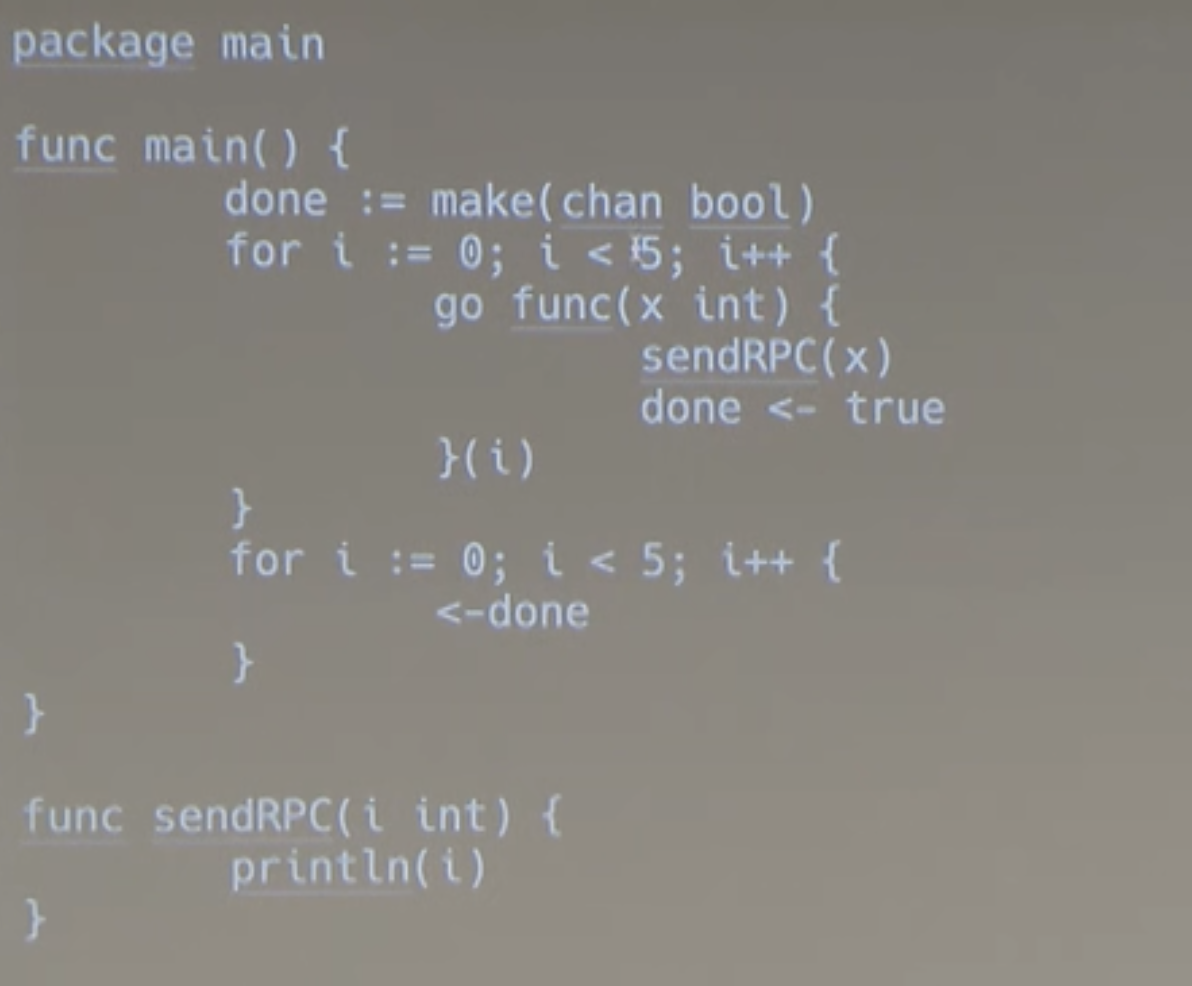 package main
func main() {
done := make(chan bool)
for i := 0; i < 5; i++ {
go func(x int) {
sendRPC(x)
done <- true
}(i)
}
for i := 0; i < 5; i++ {
<-done
}
}
func sendRPC(i int) {
println(i)
}